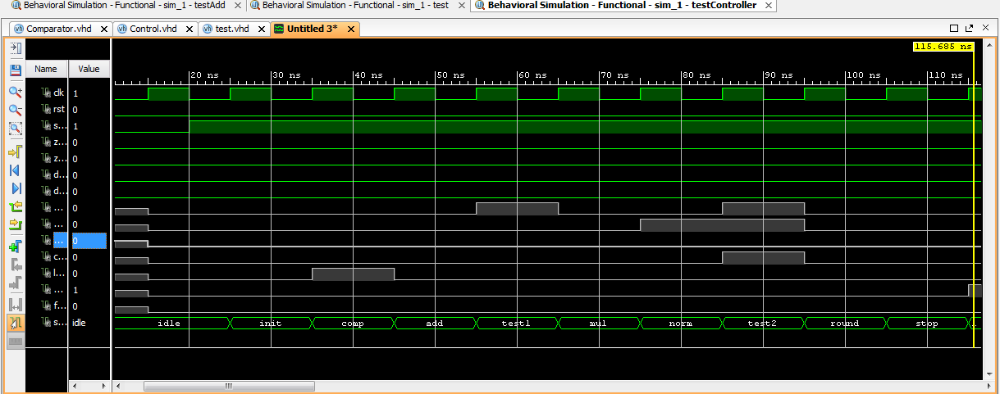 Behavioral Simulation - Functional - sim_1 - testAdd Behavioral Simulation - Functional - sim_1 - test Behavioral Simulation - Functional - sim_1 - testController
Comparator.vhd Control.vhd test.vhd Untitled 3*
115.685 ns
Name Value
20 ns 30 ns 40 ns 50 ns 60 ns 70 ns 80 ns 90 ns 100 ns 110 ns
clk 1
rst 0
s... 1
z... 0
z... 0
d... 0
d... 0
... 0
... 0
... 0
c... 0
l... 0
... 1
f... 0
s... idle idle init comp add test1 mul norm test2 round stop